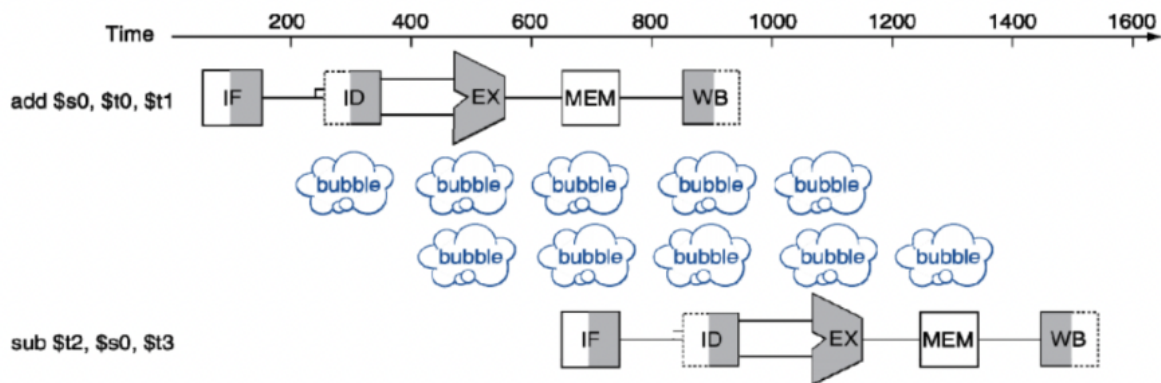 Time 200 400 600 800 1000 1200 1400 1600
add $s0, $t0, $t1 IF ID EX MEM WB
bubble bubble bubble bubble bubble
bubble bubble bubble bubble bubble
sub $t2, $s0, $t3 IF ID EX MEM WB